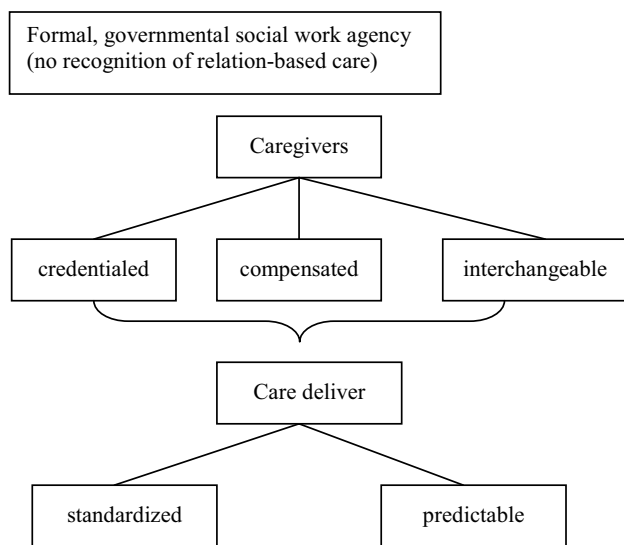 Formal, governmental social work agency
(no recognition of relation-based care)
Caregivers
credentialed
compensated
interchangeable
Care deliver
standardized
predictable